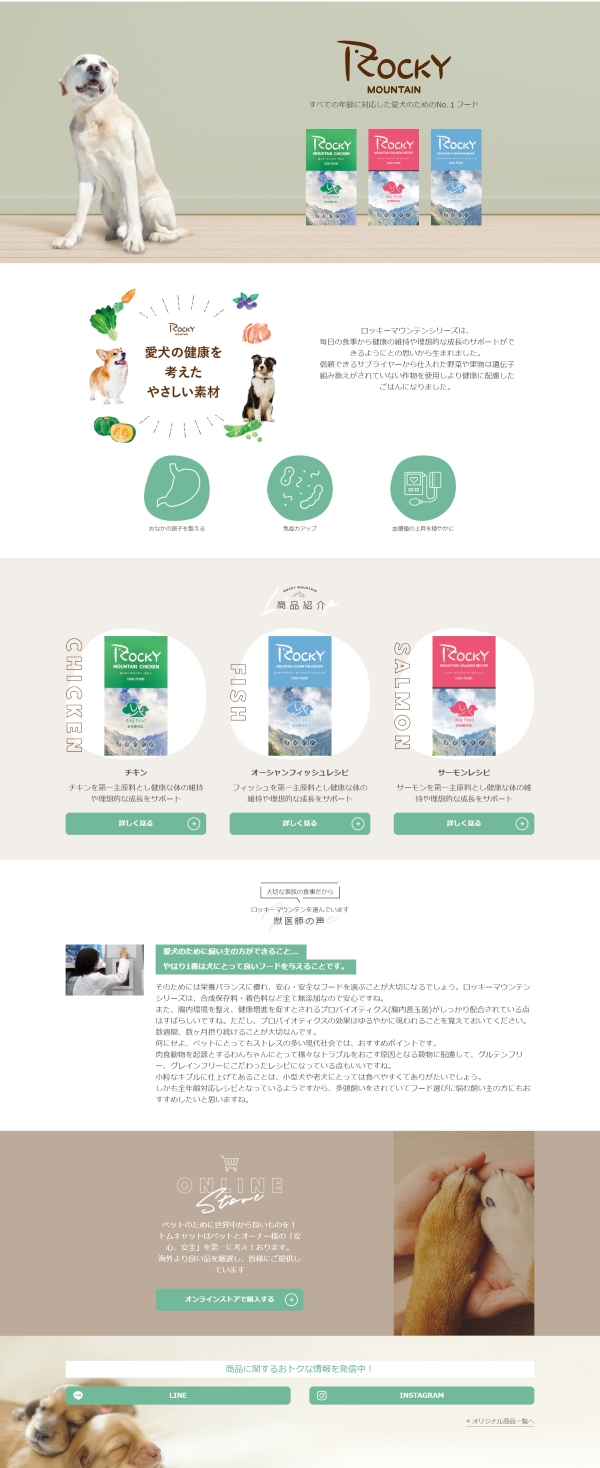 ROCKY
MOUNTAIN
すべての年齢に対応した愛犬のためのNo.１フード
ROCKY
MOUNTAIN CHICKEN
DOG FOOD
dog food
ROCKY
MOUNTAIN SALMON RECIPE
DOG FOOD
dog food
ROCKY
DOG FOOD
dog food
ROCKY
MOUNTAIN
愛犬の健康を
考えた
やさしい素材
ロッキーマウンテンシリーズは、
毎日の食事から健康の維持や理想的な成長のサポートがで
きるようにとの思いから生まれました。
信頼できるサプライヤーから仕入れた野菜や果物は遺伝子
組み換えがされていない作物を使用しより健康に配慮した
ごはんになりました。
おなかの調子を整える
免疫力アップ
血糖値の上昇を穏やかに
ROCKY MOUNTAIN
商品紹介
CHICKEN
ROCKY
MOUNTAIN CHICKEN
DOG FOOD
dog food
FISH
ROCKY
DOG FOOD
dog food
SALMON
ROCKY
MOUNTAIN SALMON RECIPE
DOG FOOD
dog food
チキン
チキンを第一主原料とし健康な体の維持
や理想的な成長をサポート
詳しく見る
オーシャンフィッシュレシピ
フィッシュを第一主原料とし健康な体の
維持や理想的な成長をサポート
詳しく見る
サーモンレシピ
サーモンを第一主原料とし健康な体の維
持や理想的な成長をサポート
詳しく見る
大切な家族の食事だから
ロッキーマウンテンを選んでいます
獣医師の声
愛犬のために飼い主の方ができること…
やはり1番は犬にとって良いフードを与えることです。
そのためには栄養バランスに優れ、安心・安全なフードを選ぶことが大切になるでしょう。ロッキーマウンテン
シリーズは、合成保存料・着色料など全て無添加なので安心ですね。
また、腸内環境を整え、健康増進を促すとされるプロバイオティクス(腸内善玉菌)がしっかり配合されている点
はすばらしいですね。ただし、プロバイオティクスの効果はゆるやかに現われることを覚えておいてください。
数週間、数ヶ月摂り続けることが大切なんです。
何にせよ、ペットにとってもストレスの多い現代社会では、おすすめポイントです。
肉食動物を起源とするわんちゃんにとって様々なトラブルをおこす原因となる穀物に配慮して、グルテンフリ
ー、グレインフリーにこだわったレシピになっている点もいいですね。
小粒なキブルに仕上げてあることは、小型犬や老犬にとっては食べやすくてありがたいでしょう。
しかも全年齢対応レシピとなっているようですから、多頭飼いをされていてフード選びに悩む飼い主の方にもお
すすめしたいと思いますね。
ONLINE
Store
ペットのために世界中から良いものを！
トムキャットはペットとオーナー様の「安
心、安全」を第一に考えております。
海外より良い品を厳選し、皆様にご提供し
ています
オンラインストアで購入する
商品に関するおトクな情報を発信中！
LINE
INSTAGRAM
< オリジナル商品一覧へ